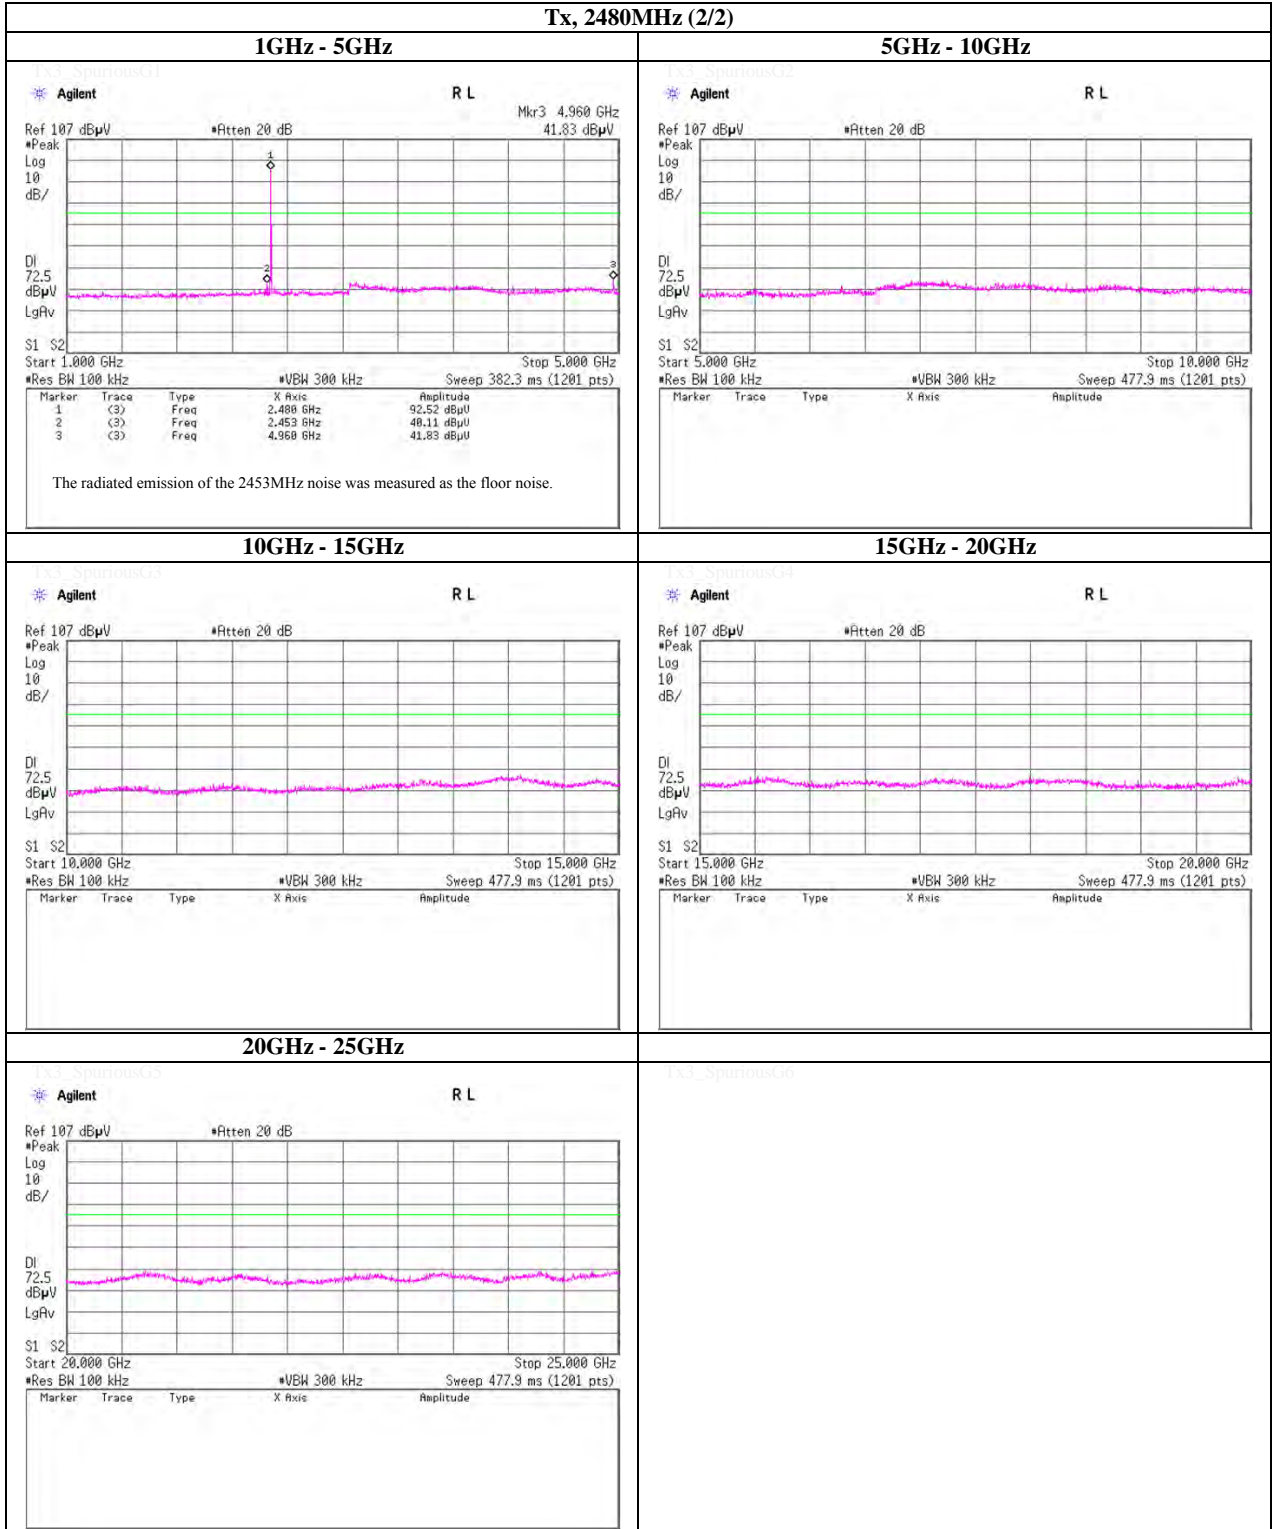 Tx, 2480MHz (2/2)
1GHz - 5GHz
5GHz - 10GHz
Tx3_SpuriousG1
Agilent
R L
Mkr3 4.960 GHz
Ref 107 dBµV
#Atten 20 dB
41.83 dBµV
#Peak
Log
10
dB/
1
2
3
DI
72.5
dBµV
LgAv
S1 S2
Start 1.000 GHz
Stop 5.000 GHz
#Res BW 100 kHz
#VBW 300 kHz
Sweep 382.3 ms (1201 pts)
Marker Trace Type X Axis Amplitude
1 (3) Freq 2.480 GHz 92.52 dBµV
2 (3) Freq 2.453 GHz 40.11 dBµV
3 (3) Freq 4.960 GHz 41.83 dBµV
The radiated emission of the 2453MHz noise was measured as the floor noise.
Tx3_SpuriousG2
Agilent
R L
Ref 107 dBµV
#Atten 20 dB
#Peak
Log
10
dB/
DI
72.5
dBµV
LgAv
S1 S2
Start 5.000 GHz
Stop 10.000 GHz
#Res BW 100 kHz
#VBW 300 kHz
Sweep 477.9 ms (1201 pts)
Marker Trace Type X Axis Amplitude
10GHz - 15GHz
15GHz - 20GHz
Tx3_SpuriousG3
Agilent
R L
Ref 107 dBµV
#Atten 20 dB
#Peak
Log
10
dB/
DI
72.5
dBµV
LgAv
S1 S2
Start 10.000 GHz
Stop 15.000 GHz
#Res BW 100 kHz
#VBW 300 kHz
Sweep 477.9 ms (1201 pts)
Marker Trace Type X Axis Amplitude
Tx3_SpuriousG4
Agilent
R L
Ref 107 dBµV
#Atten 20 dB
#Peak
Log
10
dB/
DI
72.5
dBµV
LgAv
S1 S2
Start 15.000 GHz
Stop 20.000 GHz
#Res BW 100 kHz
#VBW 300 kHz
Sweep 477.9 ms (1201 pts)
Marker Trace Type X Axis Amplitude
20GHz - 25GHz
Tx3_SpuriousG5
Agilent
R L
Ref 107 dBµV
#Atten 20 dB
#Peak
Log
10
dB/
DI
72.5
dBµV
LgAv
S1 S2
Start 20.000 GHz
Stop 25.000 GHz
#Res BW 100 kHz
#VBW 300 kHz
Sweep 477.9 ms (1201 pts)
Marker Trace Type X Axis Amplitude
Tx3_SpuriousG6